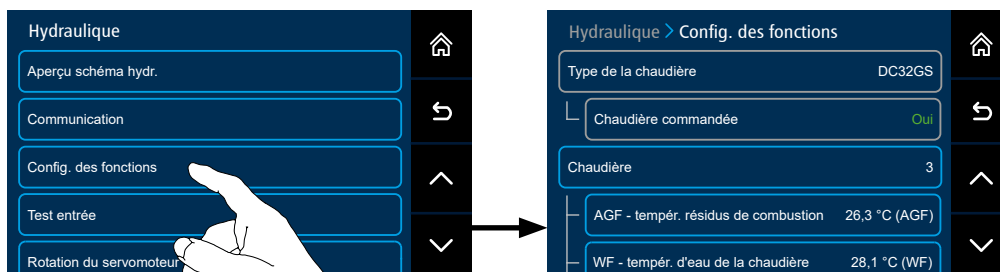 Hydraulique
Aperçu schéma hydr.
Communication
Config. des fonctions
Test entrée
Rotation du servomoteur
Hydraulique > Config. des fonctions
Type de la chaudière DC32GS
Chaudière commandée Oui
Chaudière 3
AGF - tempér. résidus de combustion 26,3 °C (AGF)
WF - tempér. d'eau de la chaudière 28,1 °C (WF)